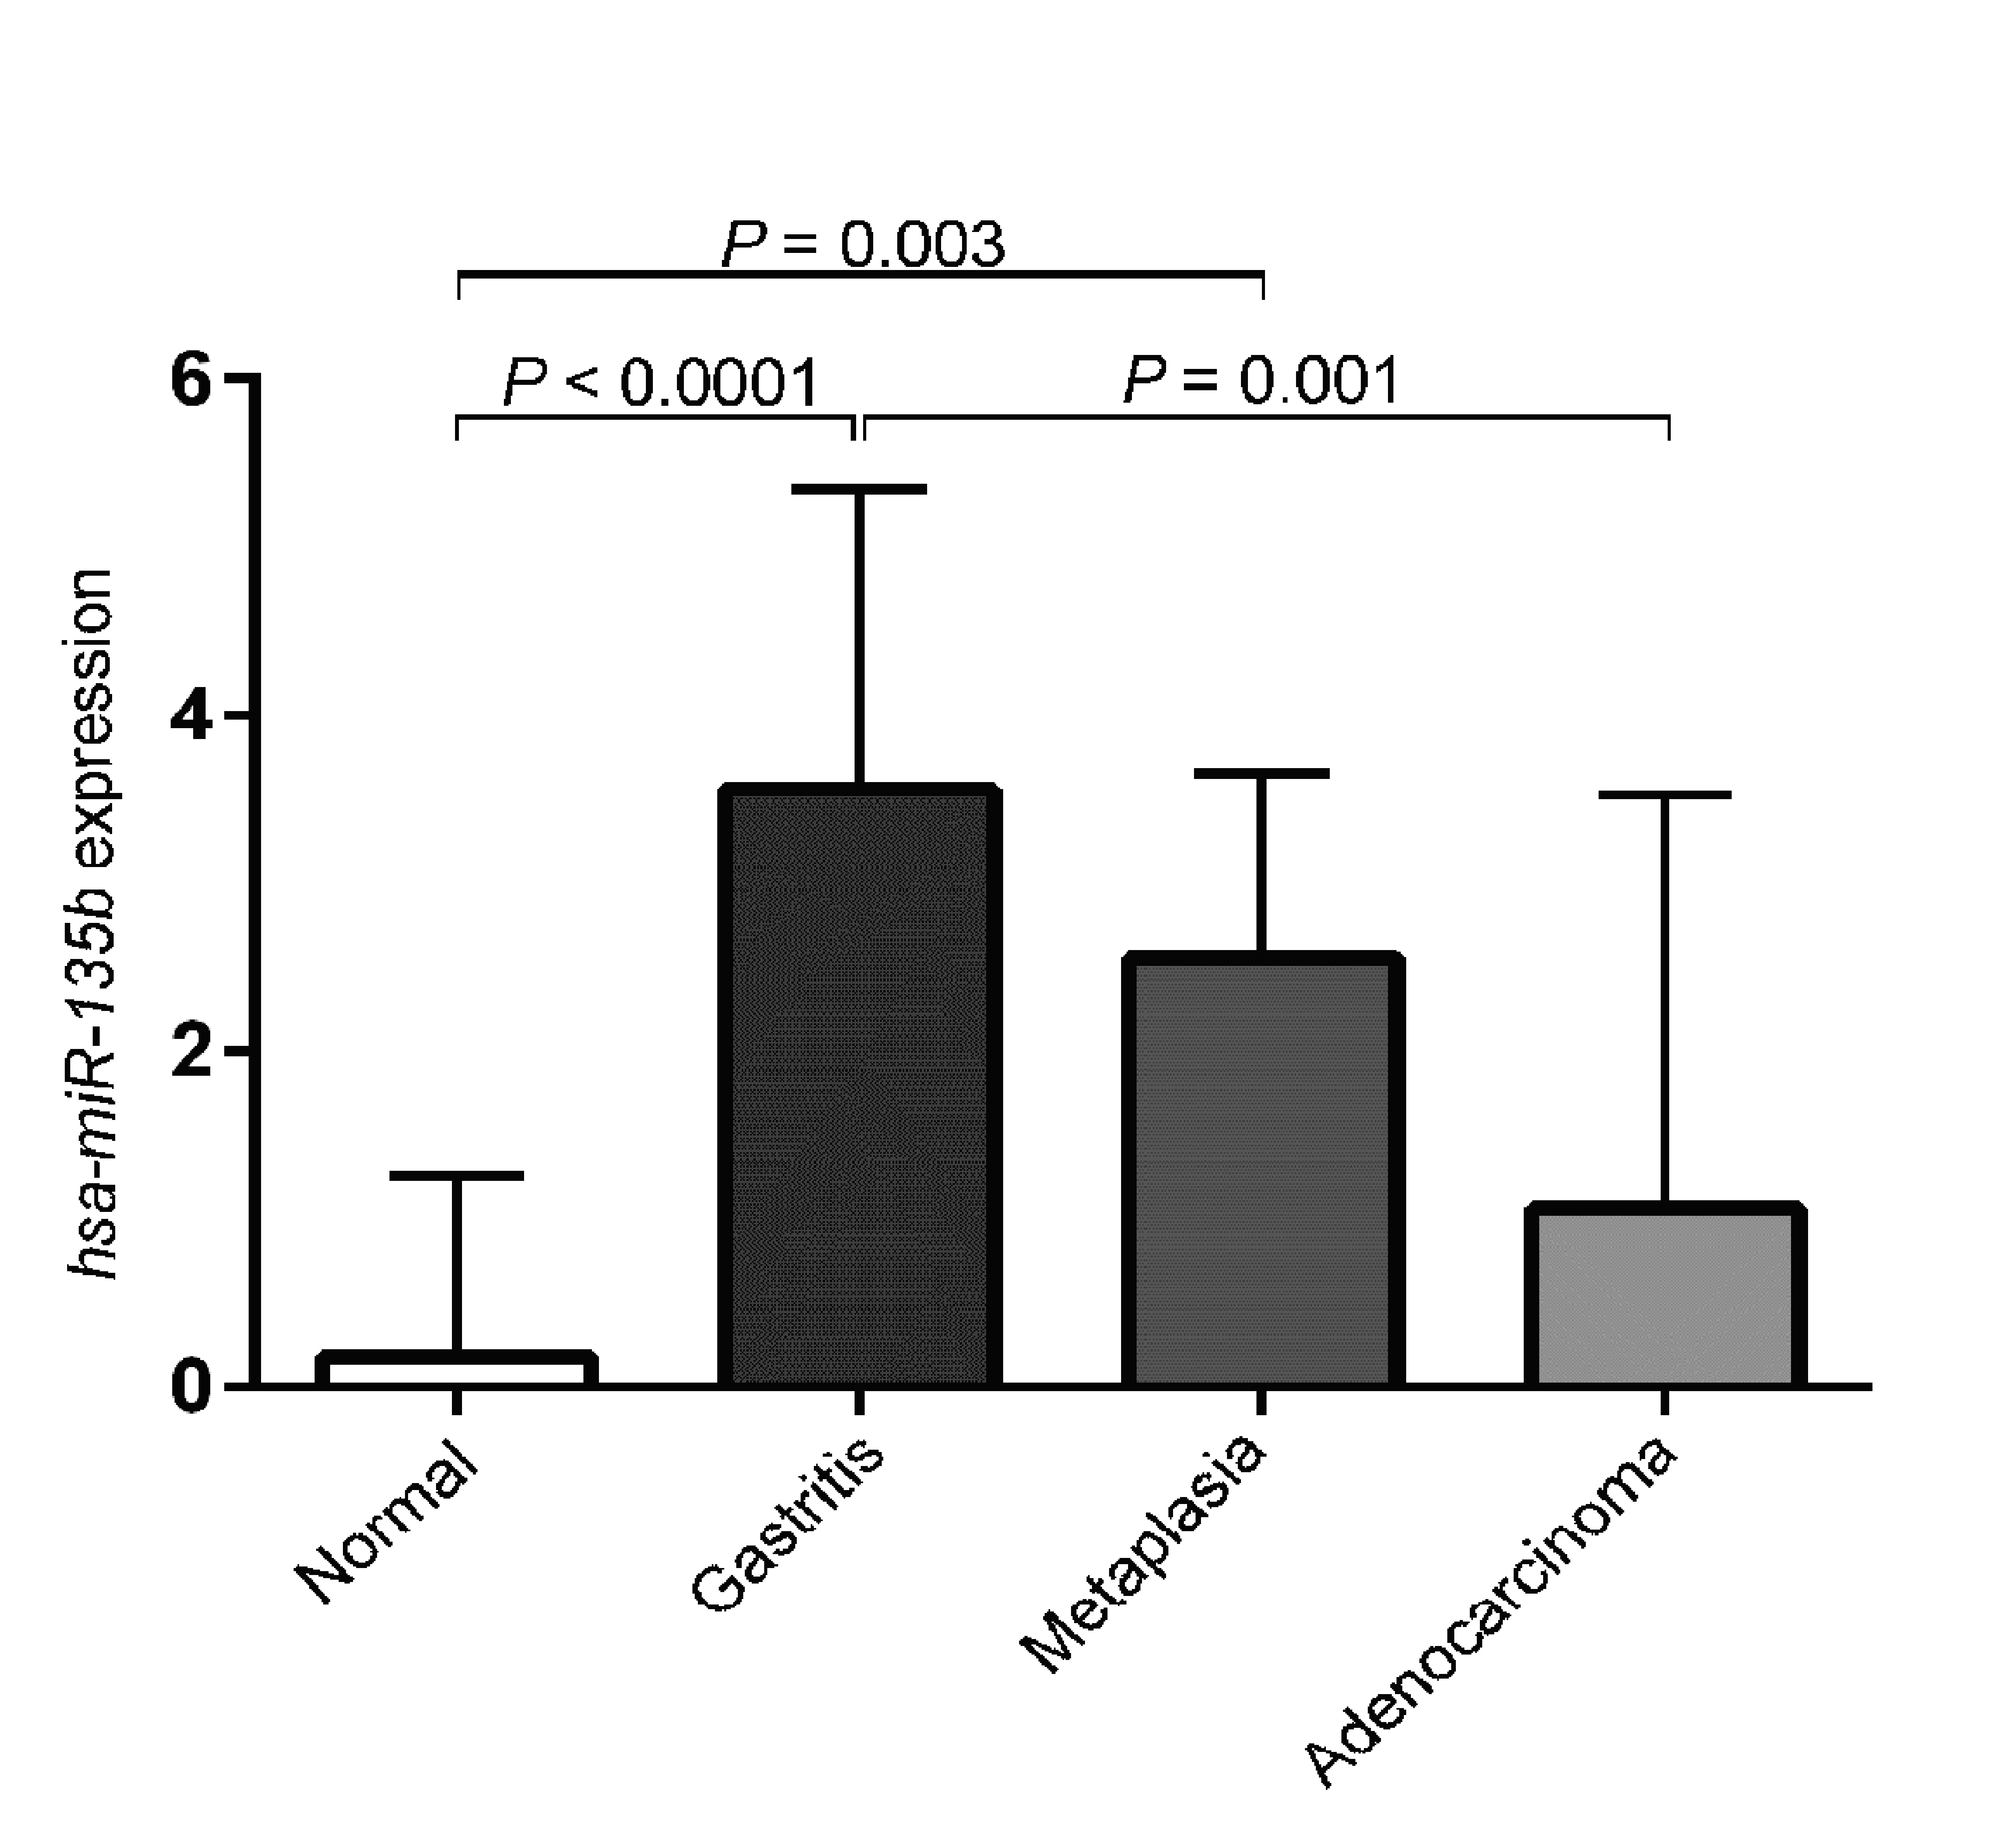 P = 0.003
P < 0.0001
P = 0.001
6
4
2
0
hsa-miR-135b expression
Normal
Gastritis
Metaplasia
Adenocarcinoma